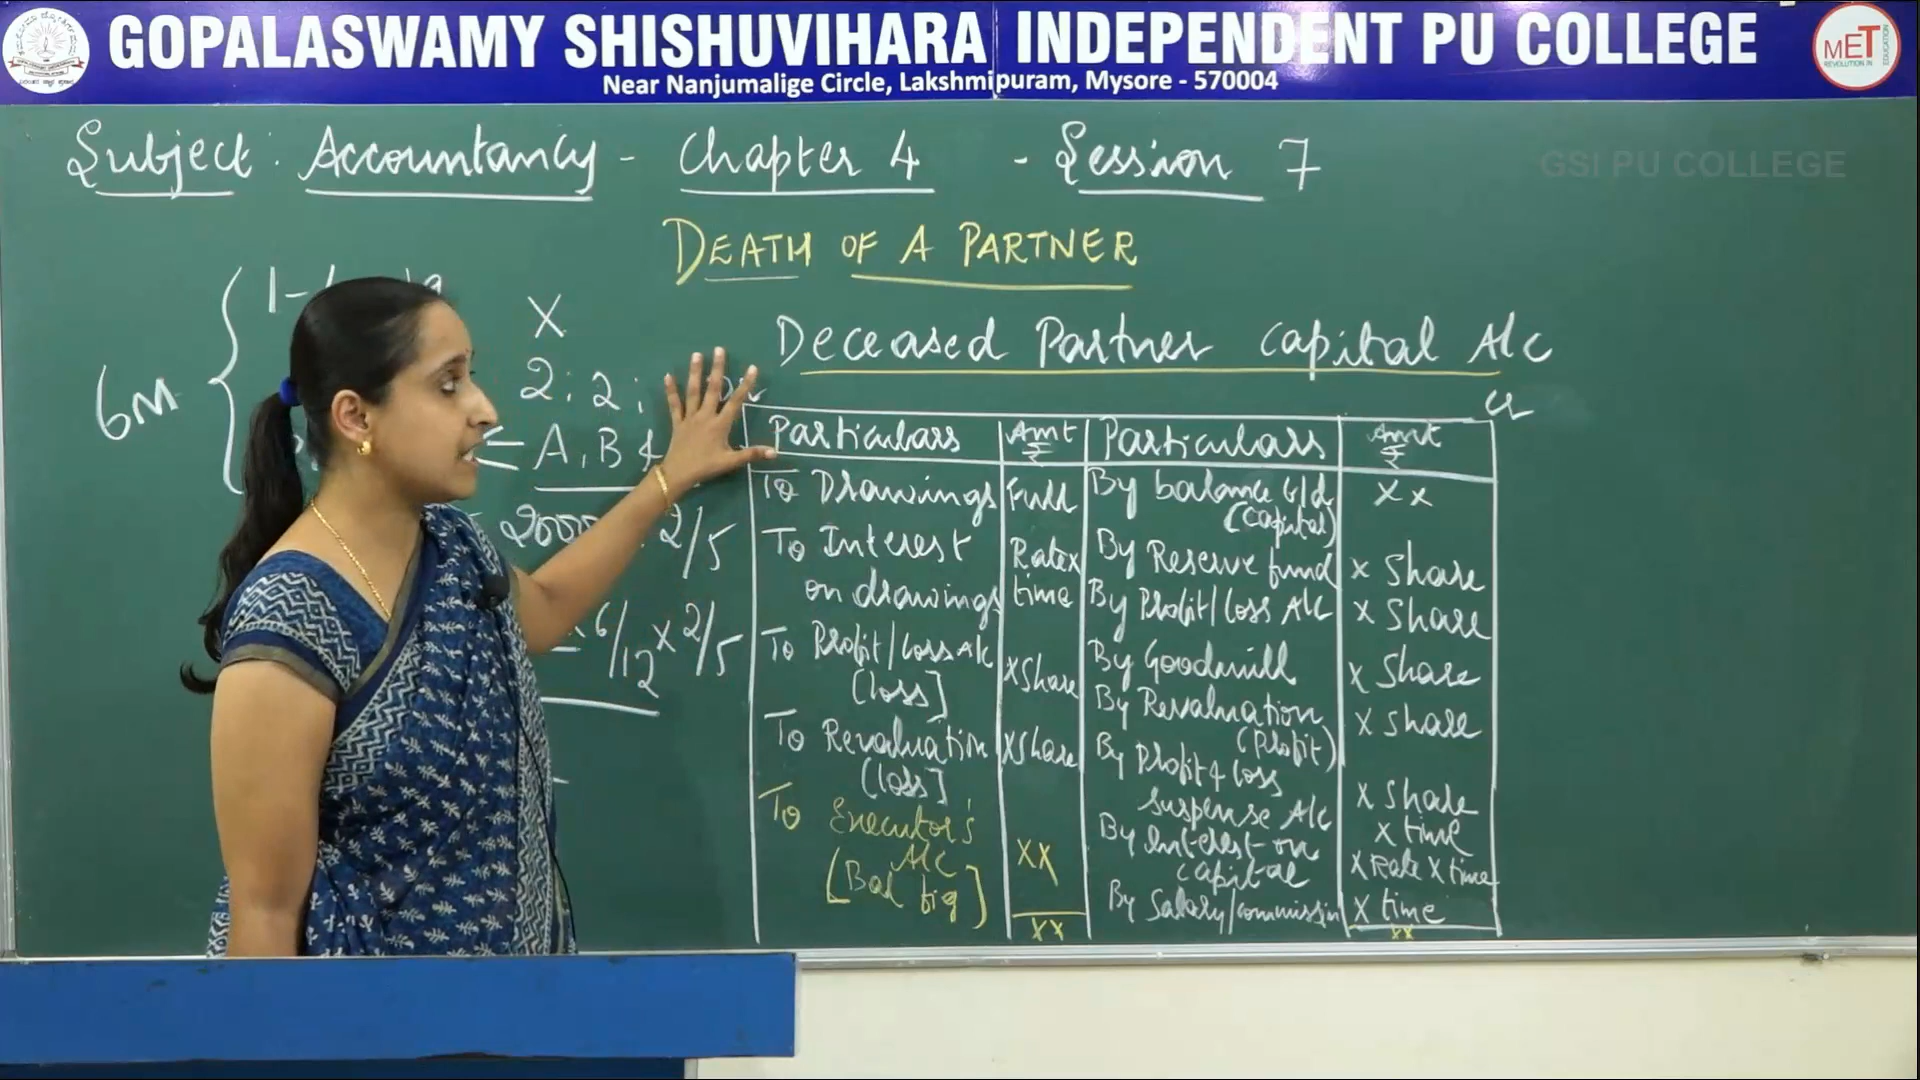 GOPALASWAMY SHISHUVIHARA INDEPENDENT PU COLLEGE
Near Nanjumalige Circle, Lakshmipuram, Mysore - 570004
MET
REVOLUTION IN EDUCATION
GSI PU COLLEGE
Subject: Accountancy - Chapter 4 - Session 7
DEATH OF A PARTNER
6M
X
2:2:
A, B &
2/5
6/12 x 2/5
Deceased Partner Capital A/c
Cr
Particulars Amt ₹ Particulars Amt ₹
To Drawings Full By balance b/d (Capital) x x
To Interest on drawings Rate x time By Reserve fund x Share
By Profit/Loss A/c x Share
To Profit/Loss A/c [Loss] x Share By Goodwill x Share
By Revaluation (Profit) x Share
To Revaluation [Loss] x Share By Profit & Loss Suspense A/c x Share x time
To Executor's A/c [Bal fig] xx By Interest on Capital x Rate x time
By Salary/commission x time
xx xx